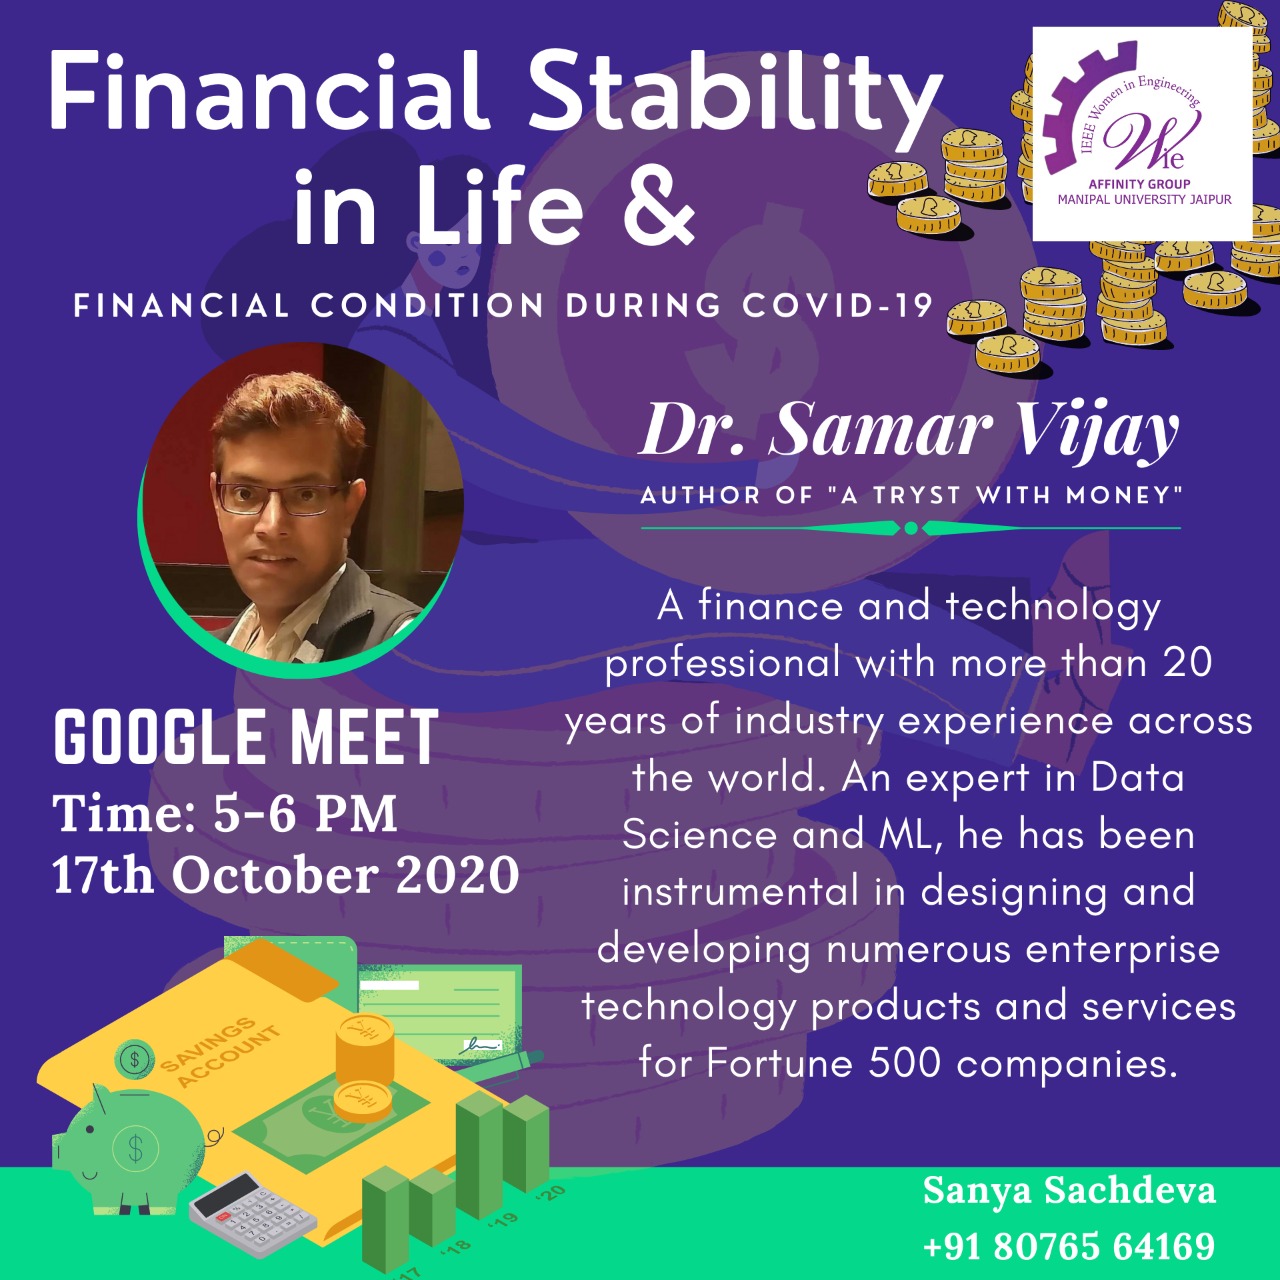 Financial Stability
in Life &
FINANCIAL CONDITION DURING COVID-19
IEEE Women in Engineering
Wie
AFFINITY GROUP
MANIPAL UNIVERSITY JAIPUR
Dr. Samar Vijay
AUTHOR OF "A TRYST WITH MONEY"
A finance and technology
professional with more than 20
years of industry experience across
the world. An expert in Data
Science and ML, he has been
instrumental in designing and
developing numerous enterprise
technology products and services
for Fortune 500 companies.
GOOGLE MEET
Time: 5-6 PM
17th October 2020
SAVINGS
ACCOUNT
'17
'18
'19
'20
Sanya Sachdeva
+91 80765 64169